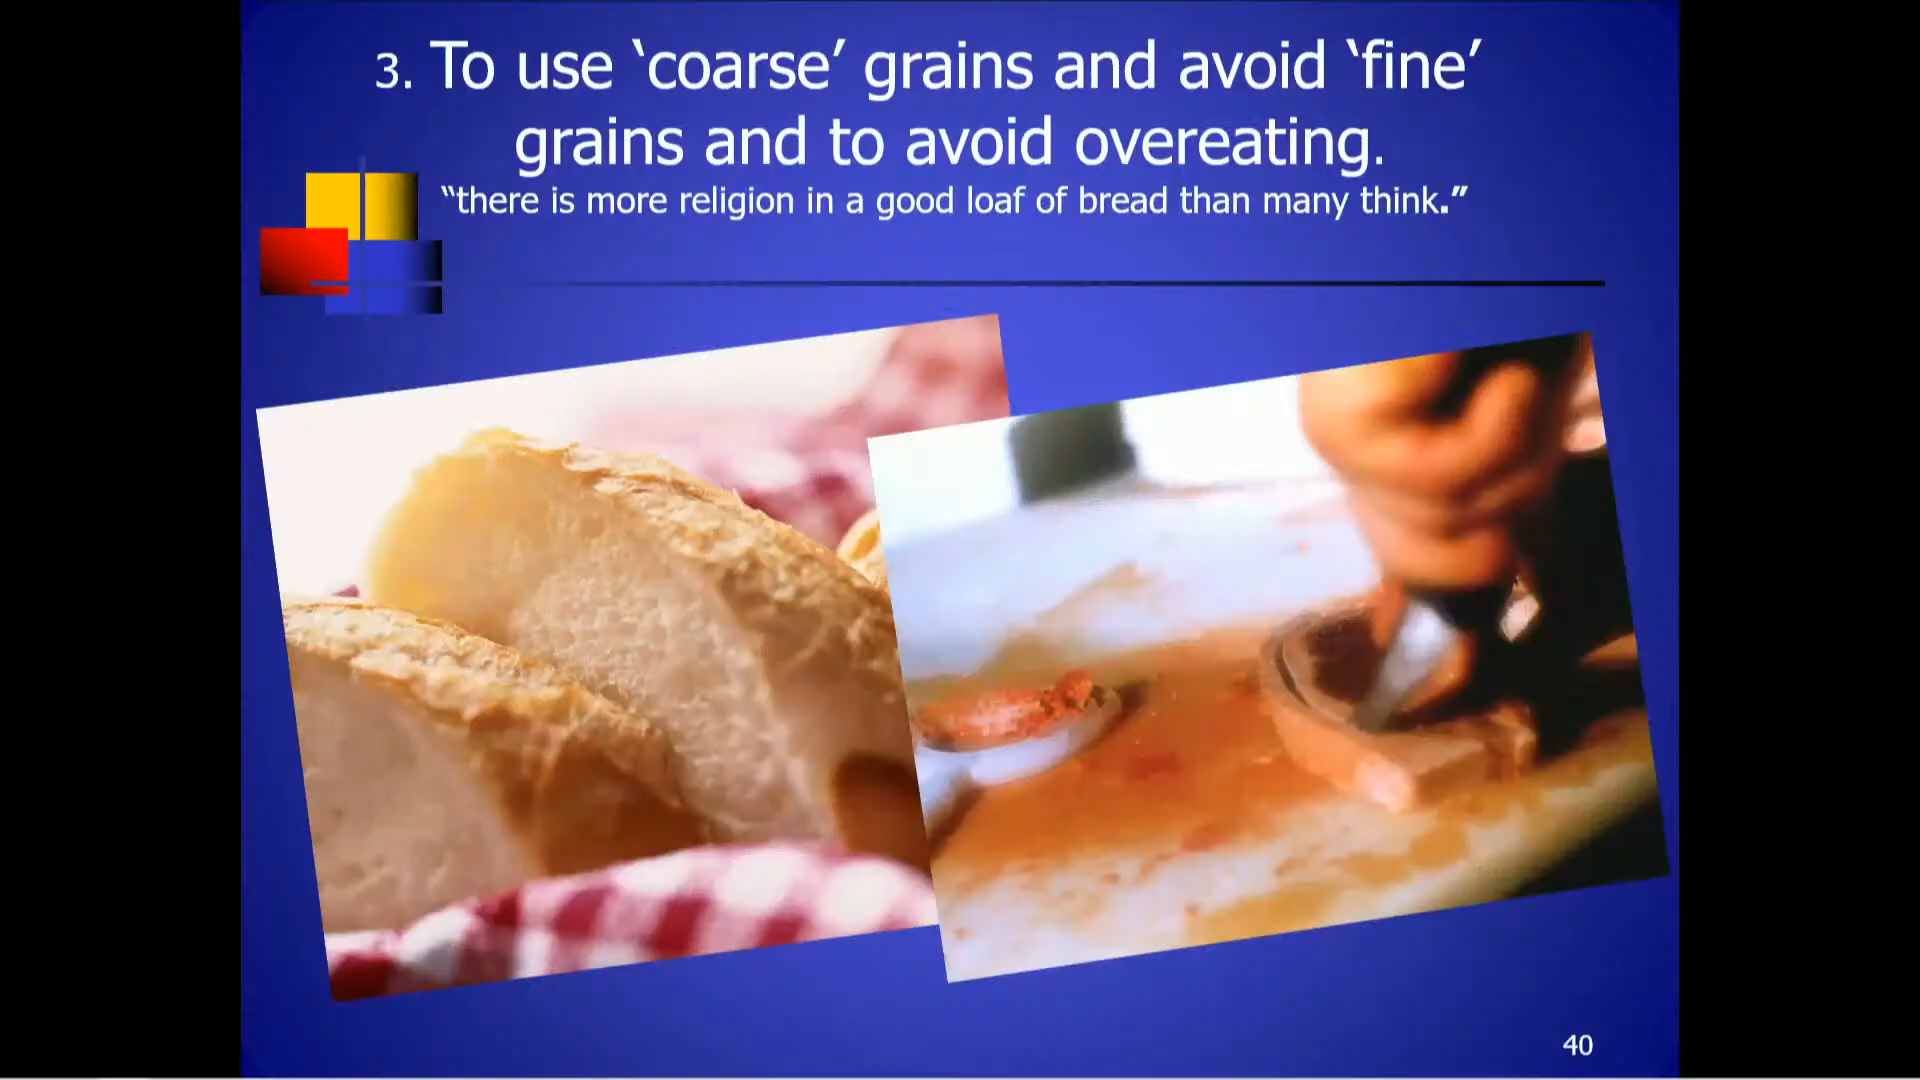 3. To use ‘coarse’ grains and avoid ‘fine’
grains and to avoid overeating.
“there is more religion in a good loaf of bread than many think.”
40